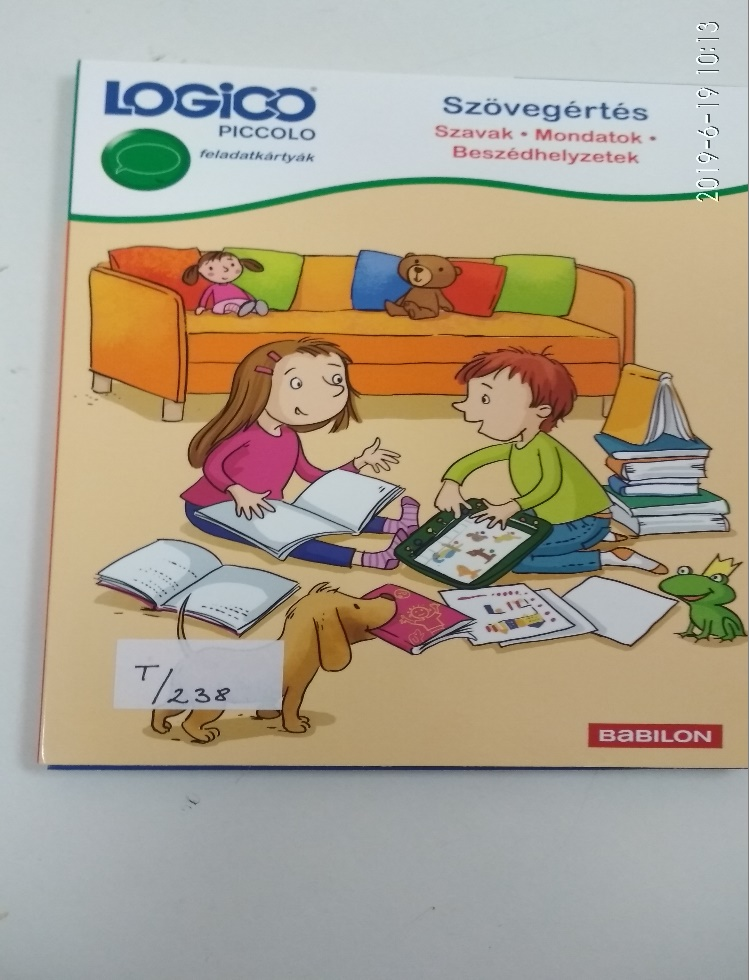 LOGiCO
PICCOLO
feladatkártyák
Szövegértés
Szavak • Mondatok •
Beszédhelyzetek
2019-6-19 10:13
T/238
BaBILON